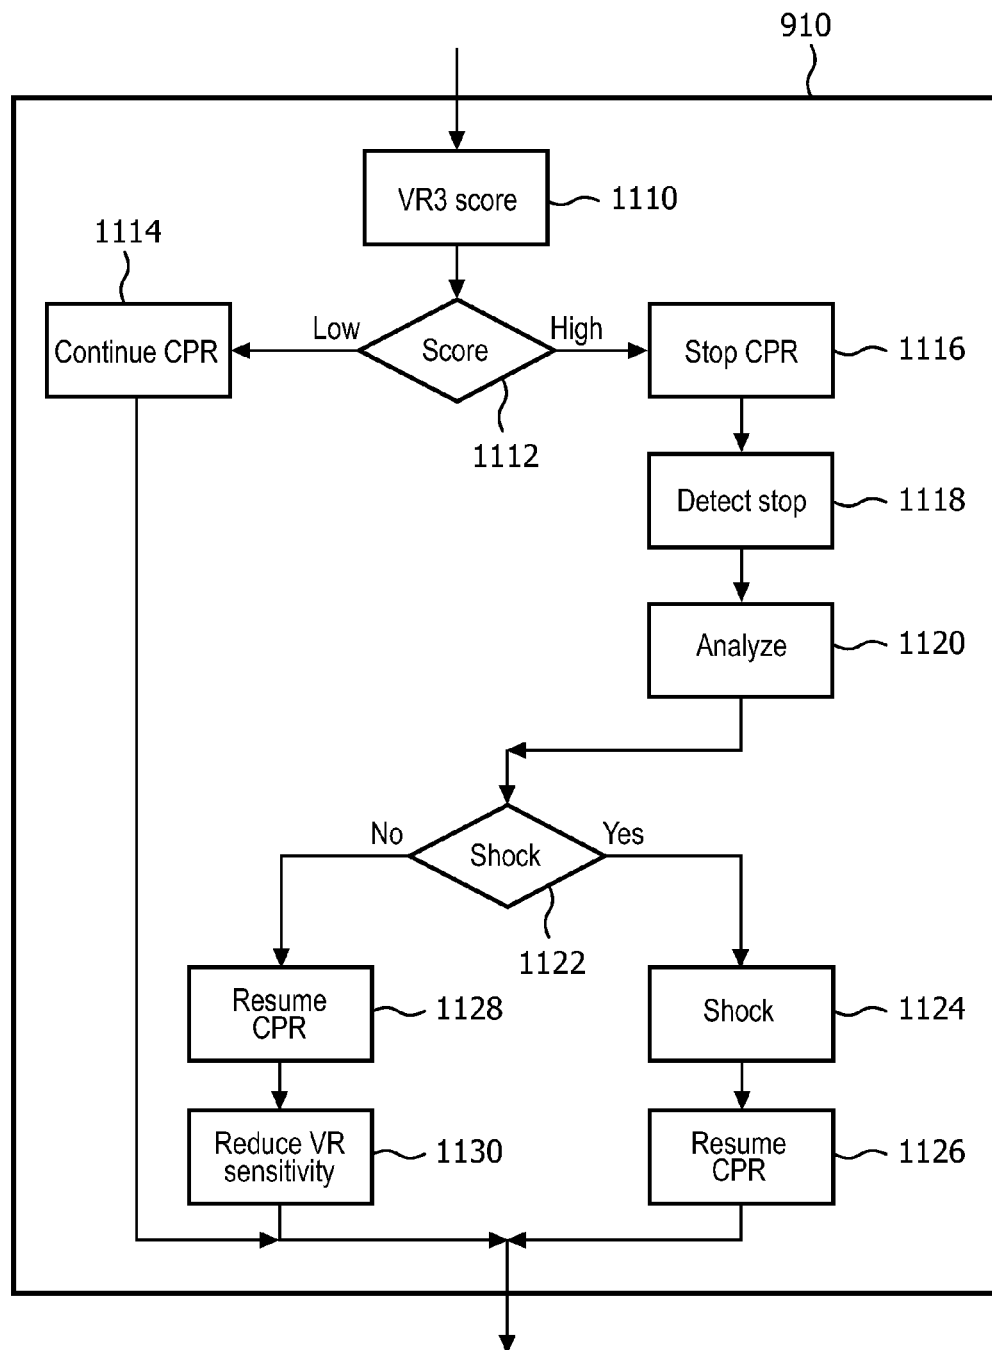 910
VR3 score
1110
1114
Continue CPR
Low
Score
High
Stop CPR
1116
1112
Detect stop
1118
Analyze
1120
No
Shock
Yes
1122
Resume
CPR
1128
Shock
1124
Reduce VR
sensitivity
1130
Resume
CPR
1126